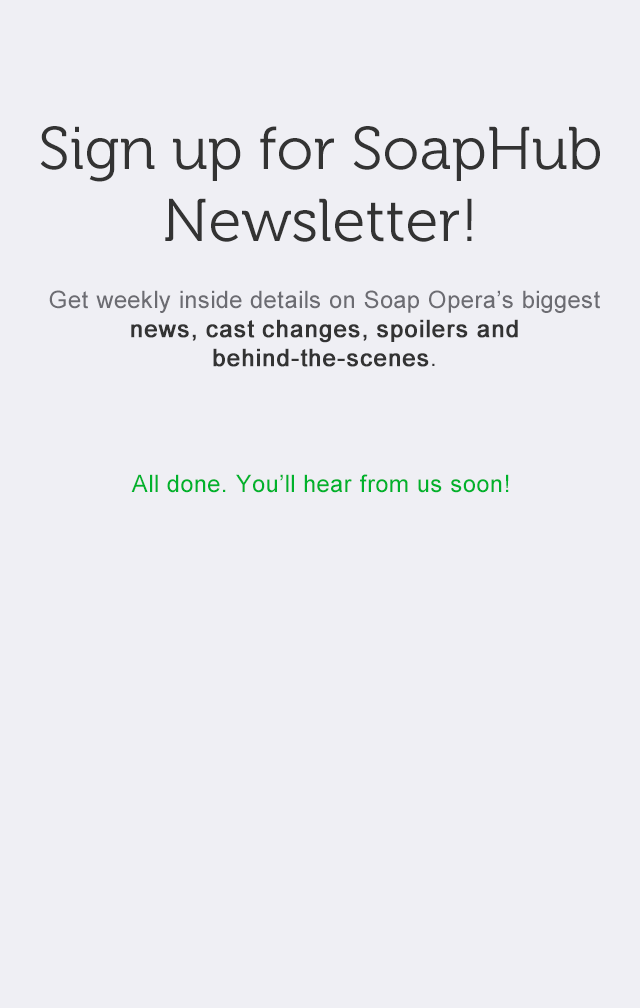 Sign up for SoapHub
Newsletter!
Get weekly inside details on Soap Opera’s biggest
news, cast changes, spoilers and
behind-the-scenes.
All done. You’ll hear from us soon!